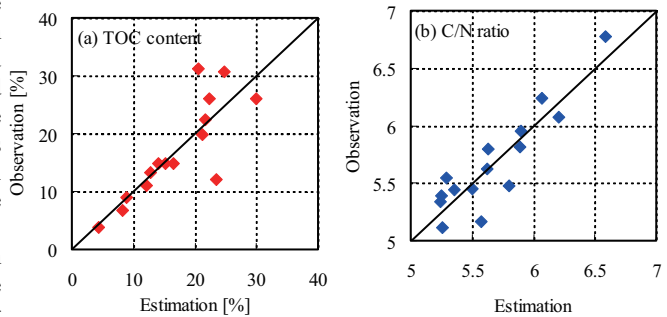 40
30
20
10
0
(a) TOC content
Observation [%]
0 10 20 30 40
Estimation [%]
7
6.5
6
5.5
5
(b) C/N ratio
Observation
5 5.5 6 6.5 7
Estimation